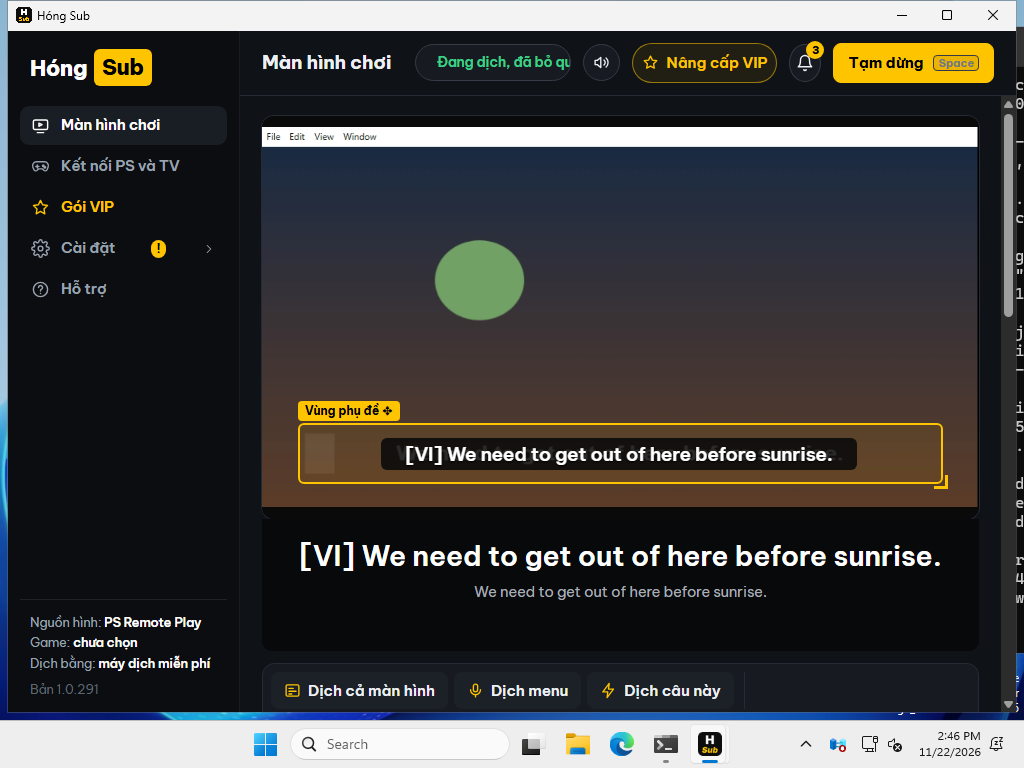 Hóng Sub
Hóng Sub
Màn hình chơi
Kết nối PS và TV
Gói VIP
Cài đặt
!
Hỗ trợ
Nguồn hình: PS Remote Play
Game: chưa chọn
Dịch bằng: máy dịch miễn phí
Bản 1.0.291
Màn hình chơi
Đang dịch, đã bỏ qu
Nâng cấp VIP
3
Tạm dừng Space
File Edit View Window
Vùng phụ đề
[VI] We need to get out of here before sunrise.
[VI] We need to get out of here before sunrise.
We need to get out of here before sunrise.
Dịch cả màn hình
Dịch menu
Dịch câu này
Search
H
Sub
2:46 PM
11/22/2026